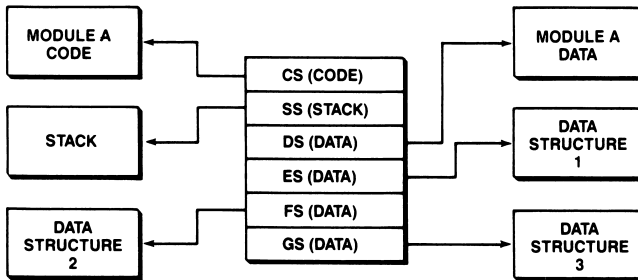 MODULE A
CODE
STACK
DATA
STRUCTURE
2
CS (CODE)
SS (STACK)
DS (DATA)
ES (DATA)
FS (DATA)
GS (DATA)
MODULE A
DATA
DATA
STRUCTURE
1
DATA
STRUCTURE
3